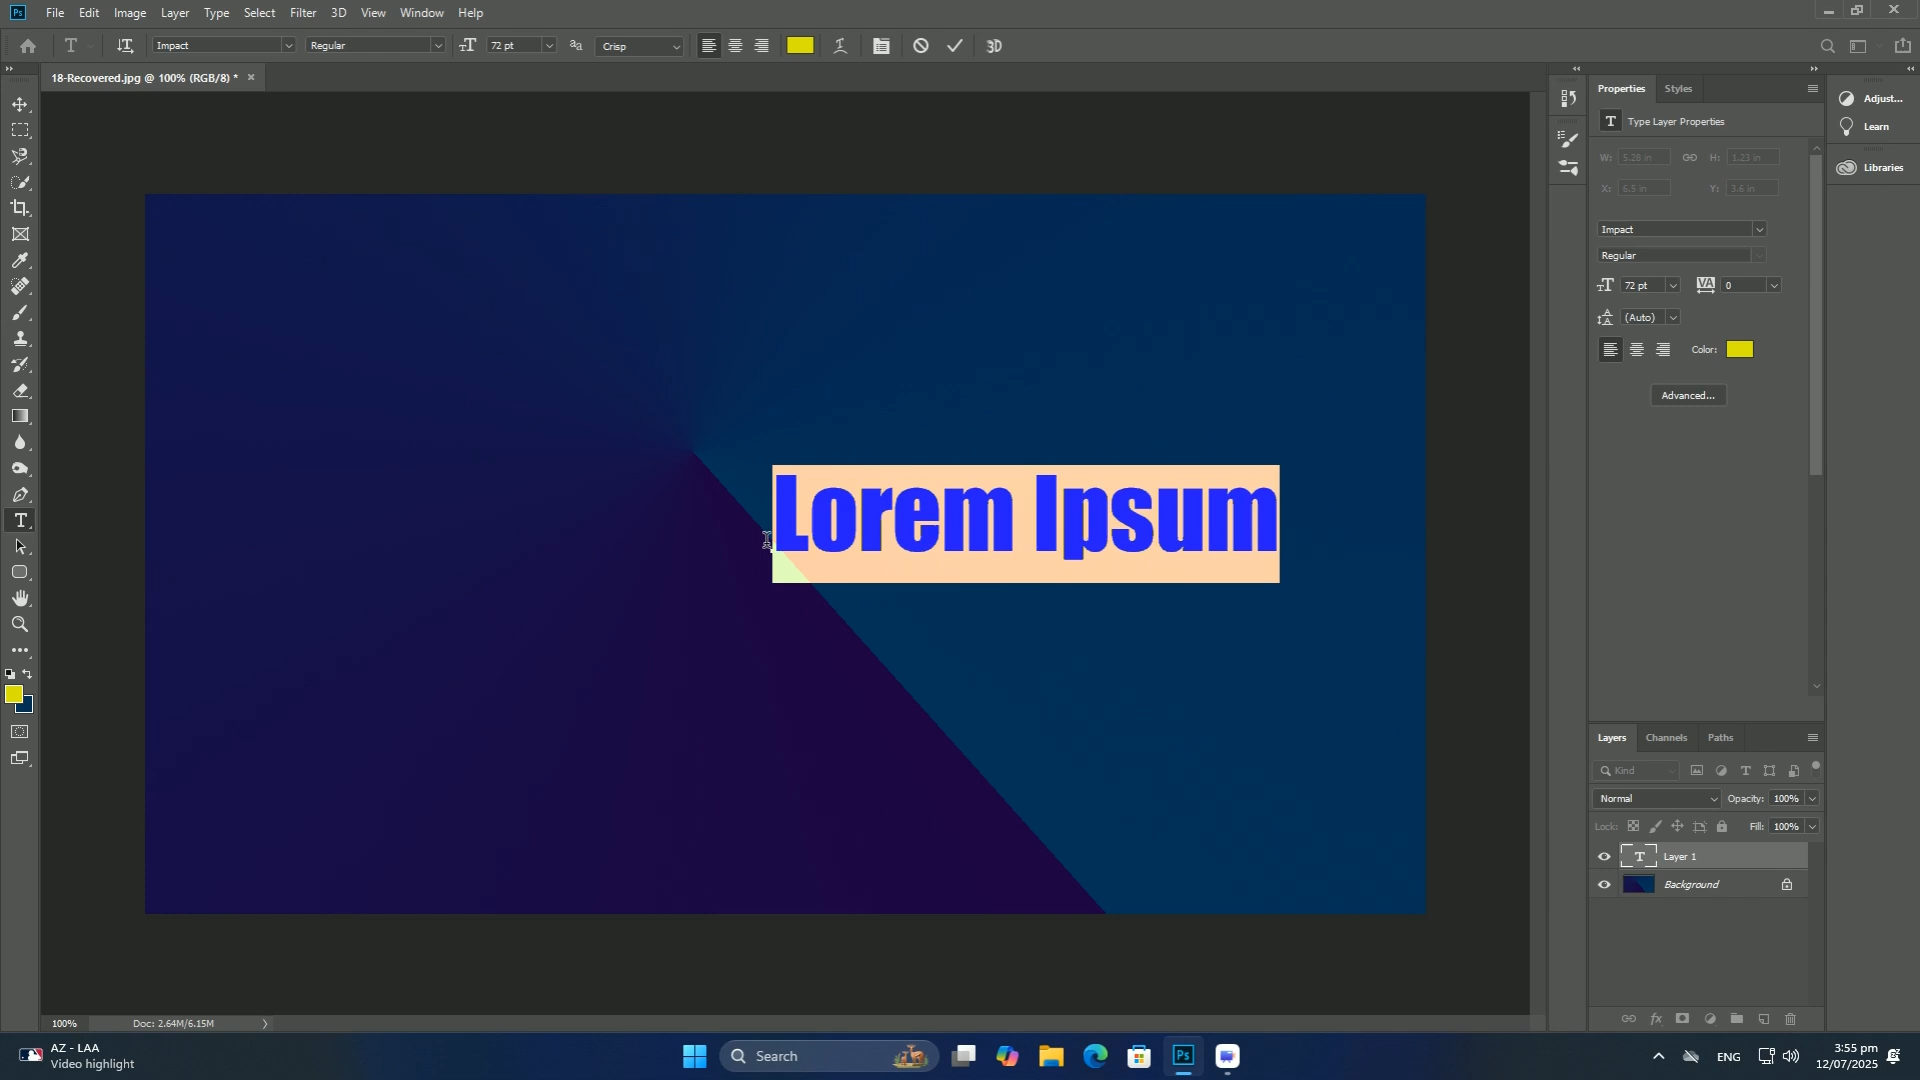 Ps File Edit Image Layer Type Select Filter 3D View Window Help
T Impact Regular 72 pt Crisp 3D
18-Recovered.jpg @ 100% (RGB/8) * ×
Properties Styles
T Type Layer Properties
W: 5.28 in H: 1.23 in
X: 6.5 in Y: 3.6 in
Impact
Regular
72 pt VA 0
(Auto)
Color:
Advanced...
Adjust...
Learn
Libraries
Lorem Ipsum
Layers Channels Paths
Kind
Normal Opacity: 100%
Lock: Fill: 100%
T Layer 1
Background
100% Doc: 2.64M/6.15M
AZ - LAA
Video highlight
Search
Ps
ENG
3:55 pm
12/07/2025